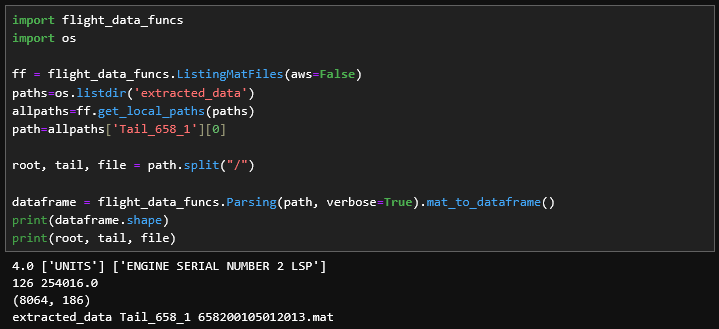 import flight_data_funcs
import os
ff = flight_data_funcs.ListingMatFiles(aws=False)
paths=os.listdir('extracted_data')
allpaths=ff.get_local_paths(paths)
path=allpaths['Tail_658_1'][0]
root, tail, file = path.split("/")
dataframe = flight_data_funcs.Parsing(path, verbose=True).mat_to_dataframe()
print(dataframe.shape)
print(root, tail, file)
4.0 ['UNITS'] ['ENGINE SERIAL NUMBER 2 LSP']
126 254016.0
(8064, 186)
extracted_data Tail_658_1 658200105012013.mat